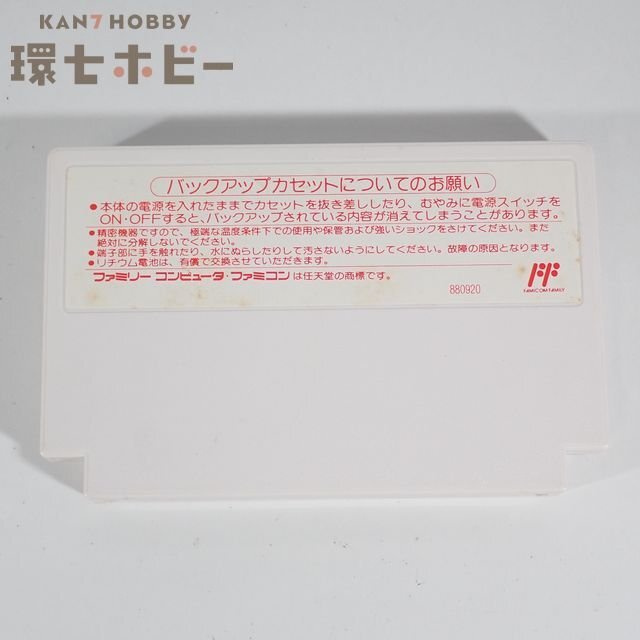 KAN7 HOBBY
環七ホビー
バックアップカセットについてのお願い
●本体の電源を入れたままでカセットを抜き差ししたり、むやみに電源スイッチを
ON・OFFすると、バックアップされている内容が消えてしまうことがあります。
●精密機器ですので、極端な温度条件下での使用や保管および強いショックをさけてください。また
絶対に分解しないでください。
●端子部に手を触れたり、水にぬらしたりして汚さないようにしてください。故障の原因となります。
●リチウム電池は、有償で交換させていただきます。
ファミリー コンピュータ・ファミコン は任天堂の商標です。
880920
FAMICOM FAMILY